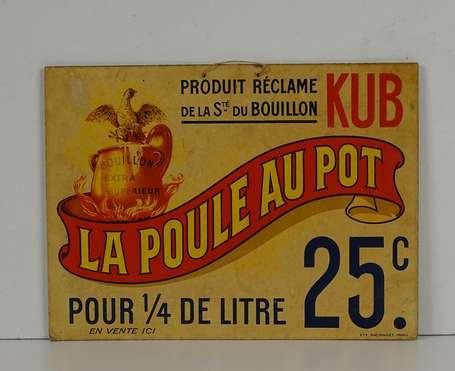 PRODUIT RÉCLAME
DE LA Sté DU BOUILLON
KUB
BOUILLON
EXTRA
SUPÉRIEUR
LA POULE AU POT
POUR 1/4 DE LITRE
25c.
EN VENTE ICI